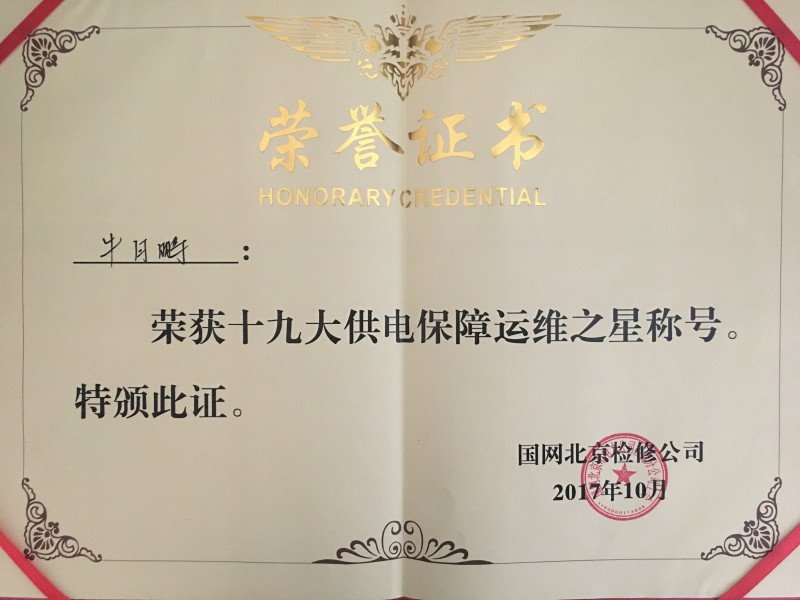 荣誉证书
HONORARY CREDENTIAL
牛日鹏：
荣获十九大供电保障运维之星称号。
特颁此证。
国网北京检修公司
2017年10月